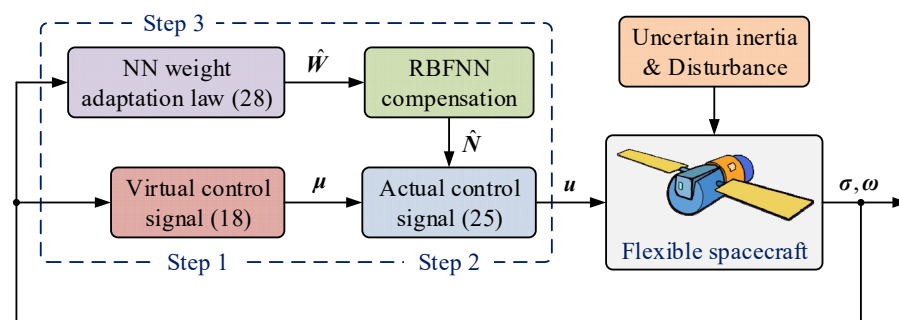 Step 3
NN weight
adaptation law (28)
Ŵ
RBFNN
compensation
N̂
Uncertain inertia
& Disturbance
Virtual control
signal (18)
μ
Actual control
signal (25)
u
Flexible spacecraft
σ, ω
Step 1
Step 2